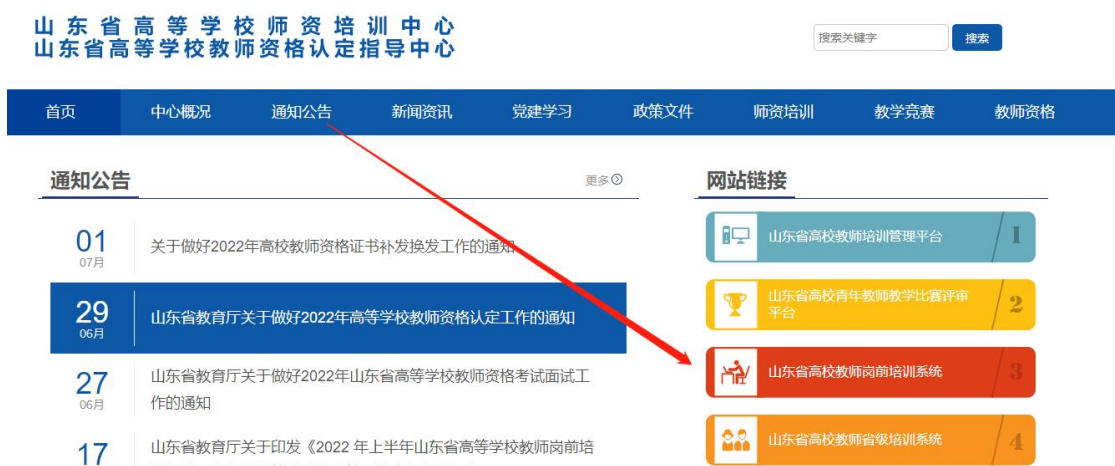 山东省高等学校师资培训中心
山东省高等学校教师资格认定指导中心
搜索关键字
搜索
首页 中心概况 通知公告 新闻资讯 党建学习 政策文件 师资培训 教学竞赛 教师资格
通知公告
更多
01
07月
关于做好2022年高校教师资格证书补发换发工作的通知
29
06月
山东省教育厅关于做好2022年高等学校教师资格认定工作的通知
27
06月
山东省教育厅关于做好2022年山东省高等学校教师资格考试面试工
作的通知
17
山东省教育厅关于印发《2022 年上半年山东省高等学校教师岗前培
网站链接
山东省高校教师培训管理平台
1
山东省高校青年教师教学比赛评审
平台
2
山东省高校教师岗前培训系统
3
山东省高校教师省级培训系统
4